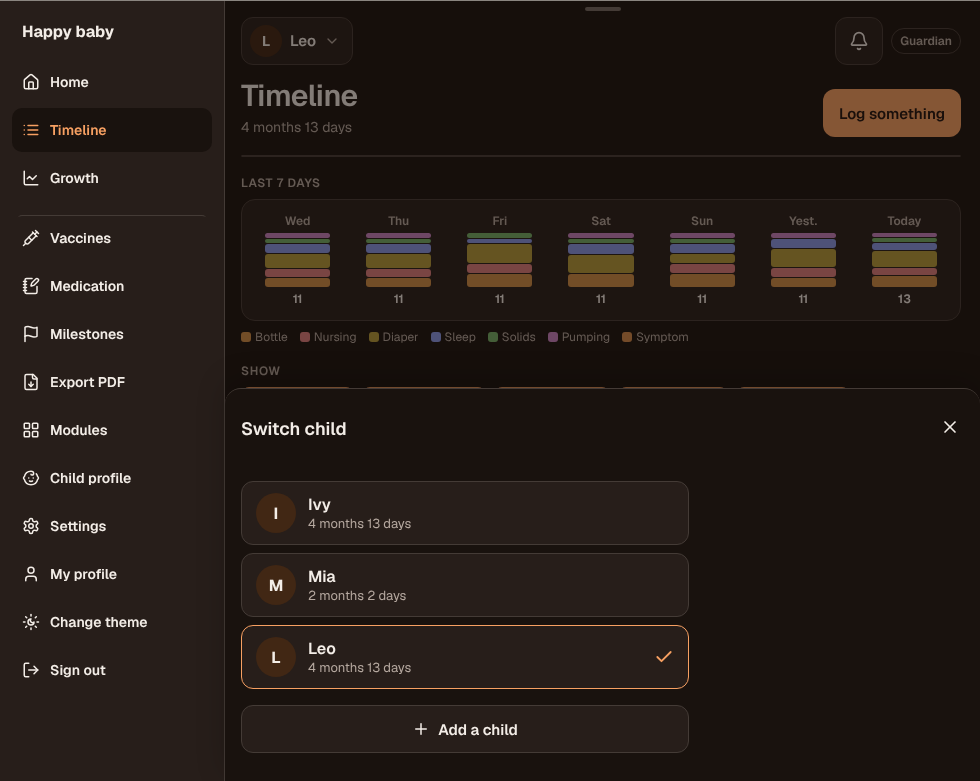 Happy baby
Home
Timeline
Growth
Vaccines
Medication
Milestones
Export PDF
Modules
Child profile
Settings
My profile
Change theme
Sign out
L Leo
Guardian
Timeline
4 months 13 days
Log something
LAST 7 DAYS
Wed Thu Fri Sat Sun Yest. Today
11 11 11 11 11 11 13
Bottle Nursing Diaper Sleep Solids Pumping Symptom
SHOW
Switch child
I
Ivy
4 months 13 days
M
Mia
2 months 2 days
L
Leo
4 months 13 days
Add a child